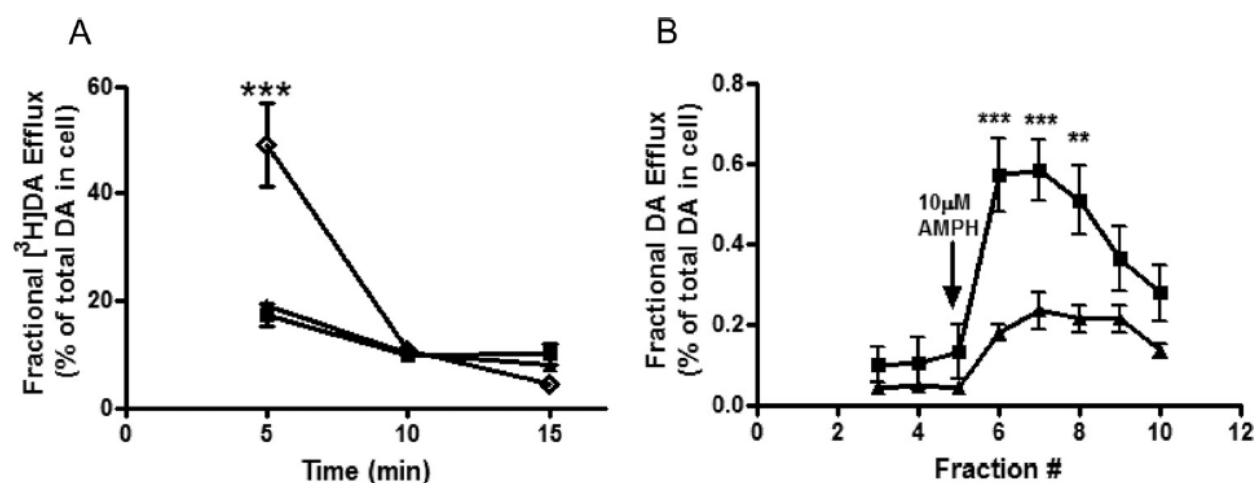 A
Fractional [³H]DA Efflux
(% of total DA in cell)
60
40
20
0
***
0 5 10 15
Time (min)
B
Fractional DA Efflux
(% of total DA in cell)
0.8
0.6
0.4
0.2
0.0
*** *** **
10μM
AMPH
0 2 4 6 8 10 12
Fraction #